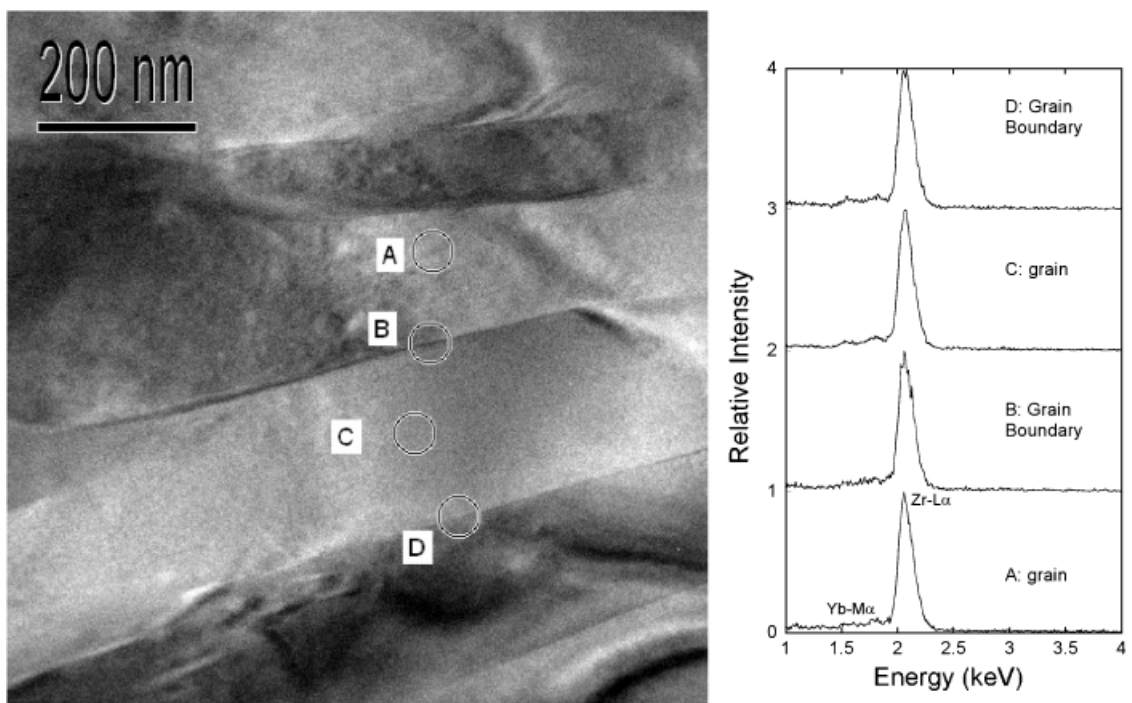 200 nm
A
B
C
D
4
D: Grain
Boundary
3
C: grain
2
B: Grain
Boundary
1
Zr-Lα
A: grain
Yb-Mα
0
1
1.5
2
2.5
3
3.5
4
Relative Intensity
Energy (keV)